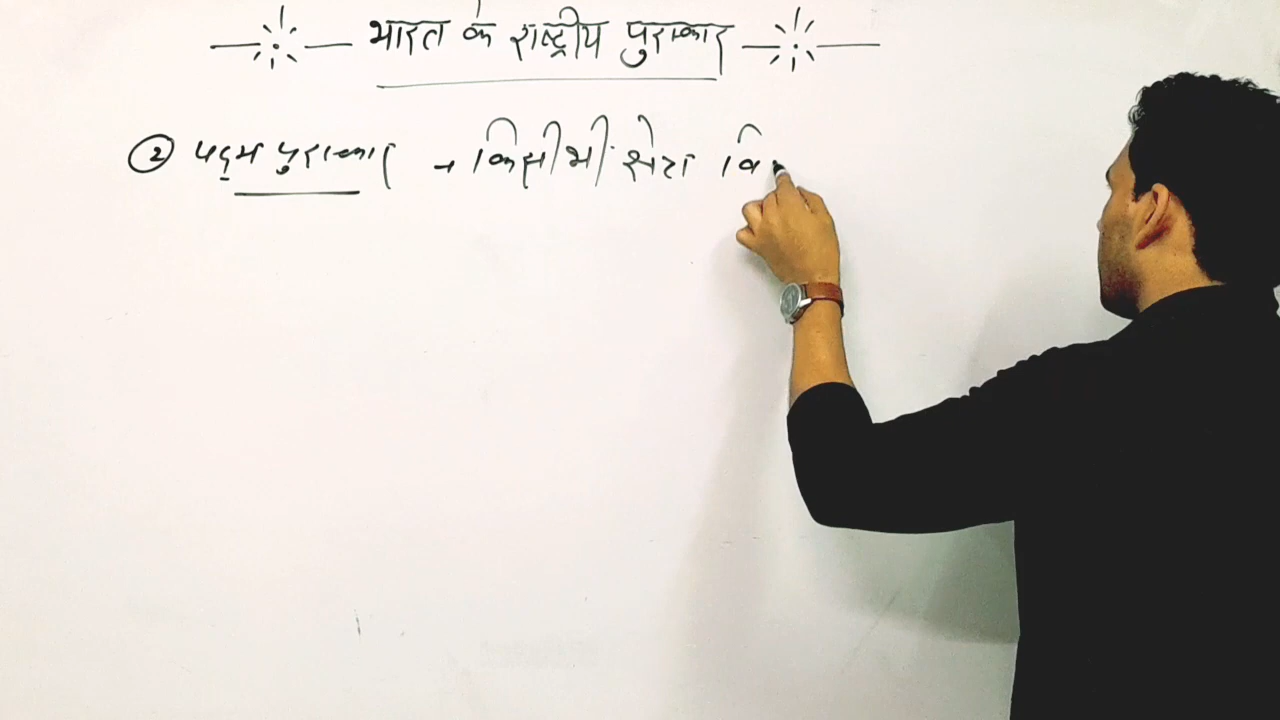 भारत के राष्ट्रीय पुरस्कार
② पद्म पुरस्कार → किसी भी क्षेत्र वि